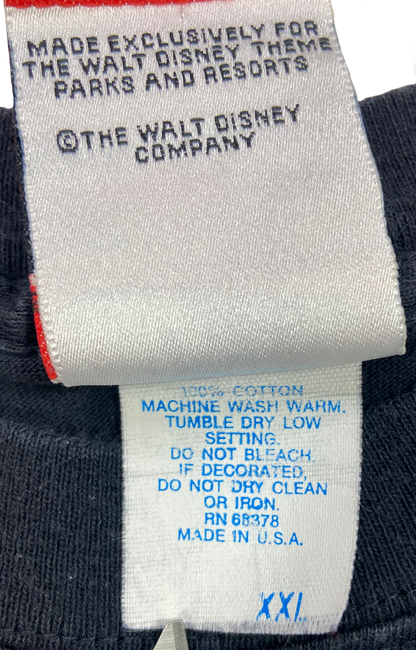 MADE EXCLUSIVELY FOR
THE WALT DISNEY THEME
PARKS AND RESORTS
©THE WALT DISNEY
COMPANY
100% COTTON
MACHINE WASH WARM.
TUMBLE DRY LOW
SETTING.
DO NOT BLEACH.
IF DECORATED,
DO NOT DRY CLEAN
OR IRON.
RN 68378
MADE IN U.S.A.
XXL